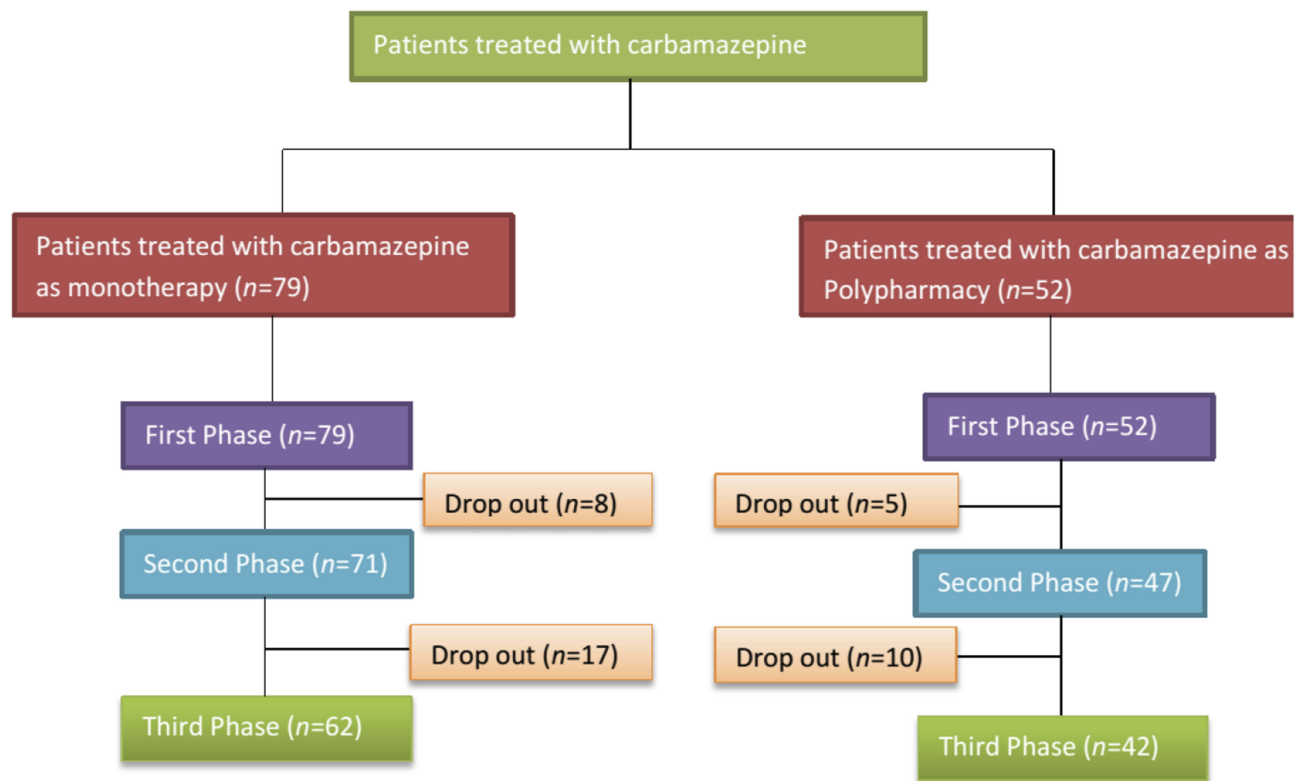 Patients treated with carbamazepine
Patients treated with carbamazepine
as monotherapy (n=79)
Patients treated with carbamazepine as
Polypharmacy (n=52)
First Phase (n=79)
First Phase (n=52)
Drop out (n=8)
Drop out (n=5)
Second Phase (n=71)
Second Phase (n=47)
Drop out (n=17)
Drop out (n=10)
Third Phase (n=62)
Third Phase (n=42)